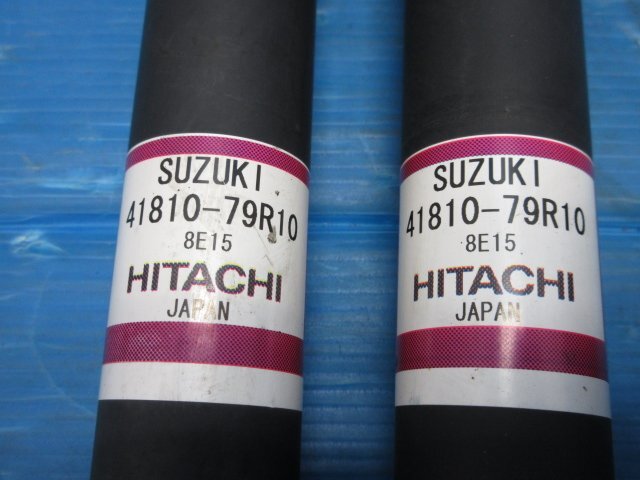 SUZUKI
41810-79R10
8E15
HITACHI
JAPAN
SUZUKI
41810-79R10
8E15
HITACHI
JAPAN